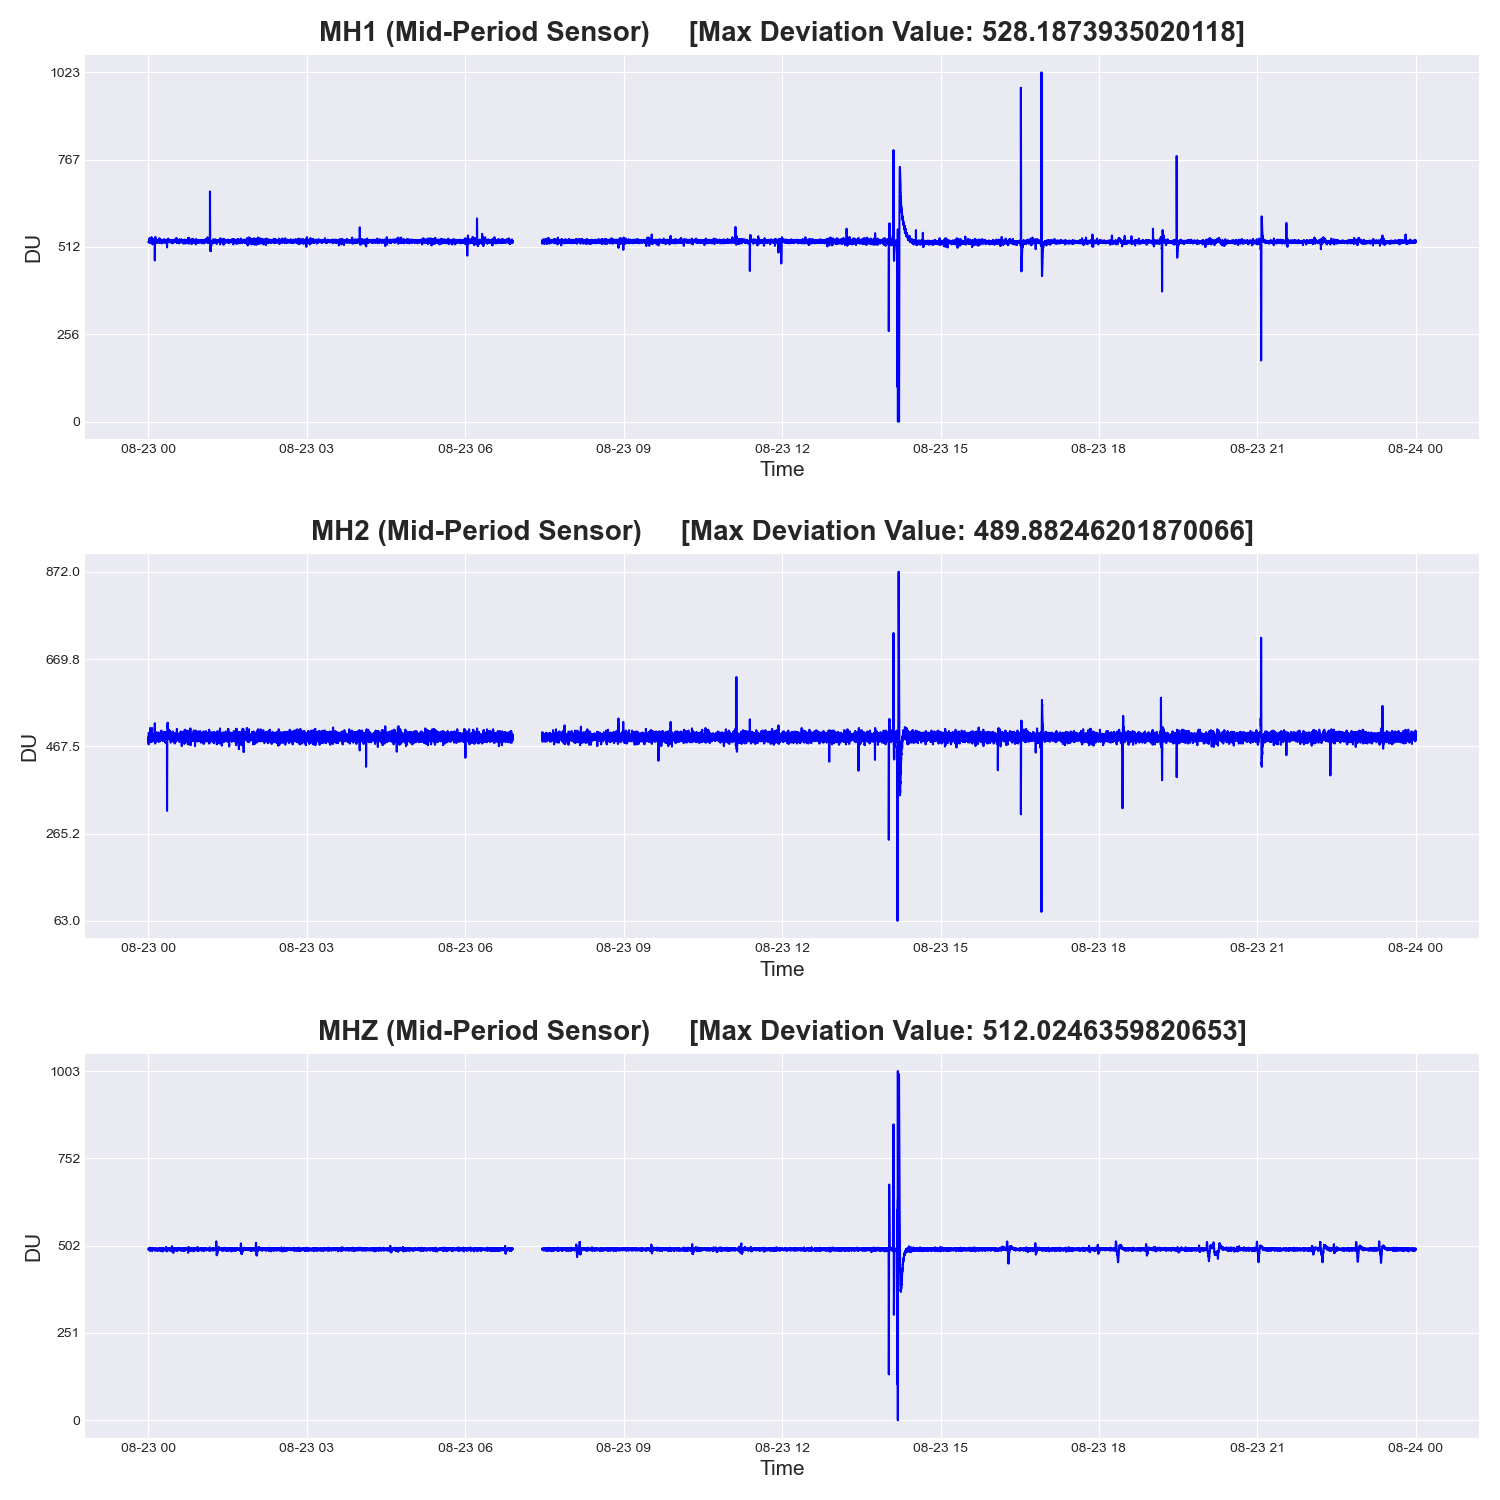 MH1 (Mid-Period Sensor)     [Max Deviation Value: 528.1873935020118]
1023
767
512
256
0
DU
08-23 00 08-23 03 08-23 06 08-23 09 08-23 12 08-23 15 08-23 18 08-23 21 08-24 00
Time
MH2 (Mid-Period Sensor)     [Max Deviation Value: 489.88246201870066]
872.0
669.8
467.5
265.2
63.0
DU
08-23 00 08-23 03 08-23 06 08-23 09 08-23 12 08-23 15 08-23 18 08-23 21 08-24 00
Time
MHZ (Mid-Period Sensor)     [Max Deviation Value: 512.0246359820653]
1003
752
502
251
0
DU
08-23 00 08-23 03 08-23 06 08-23 09 08-23 12 08-23 15 08-23 18 08-23 21 08-24 00
Time